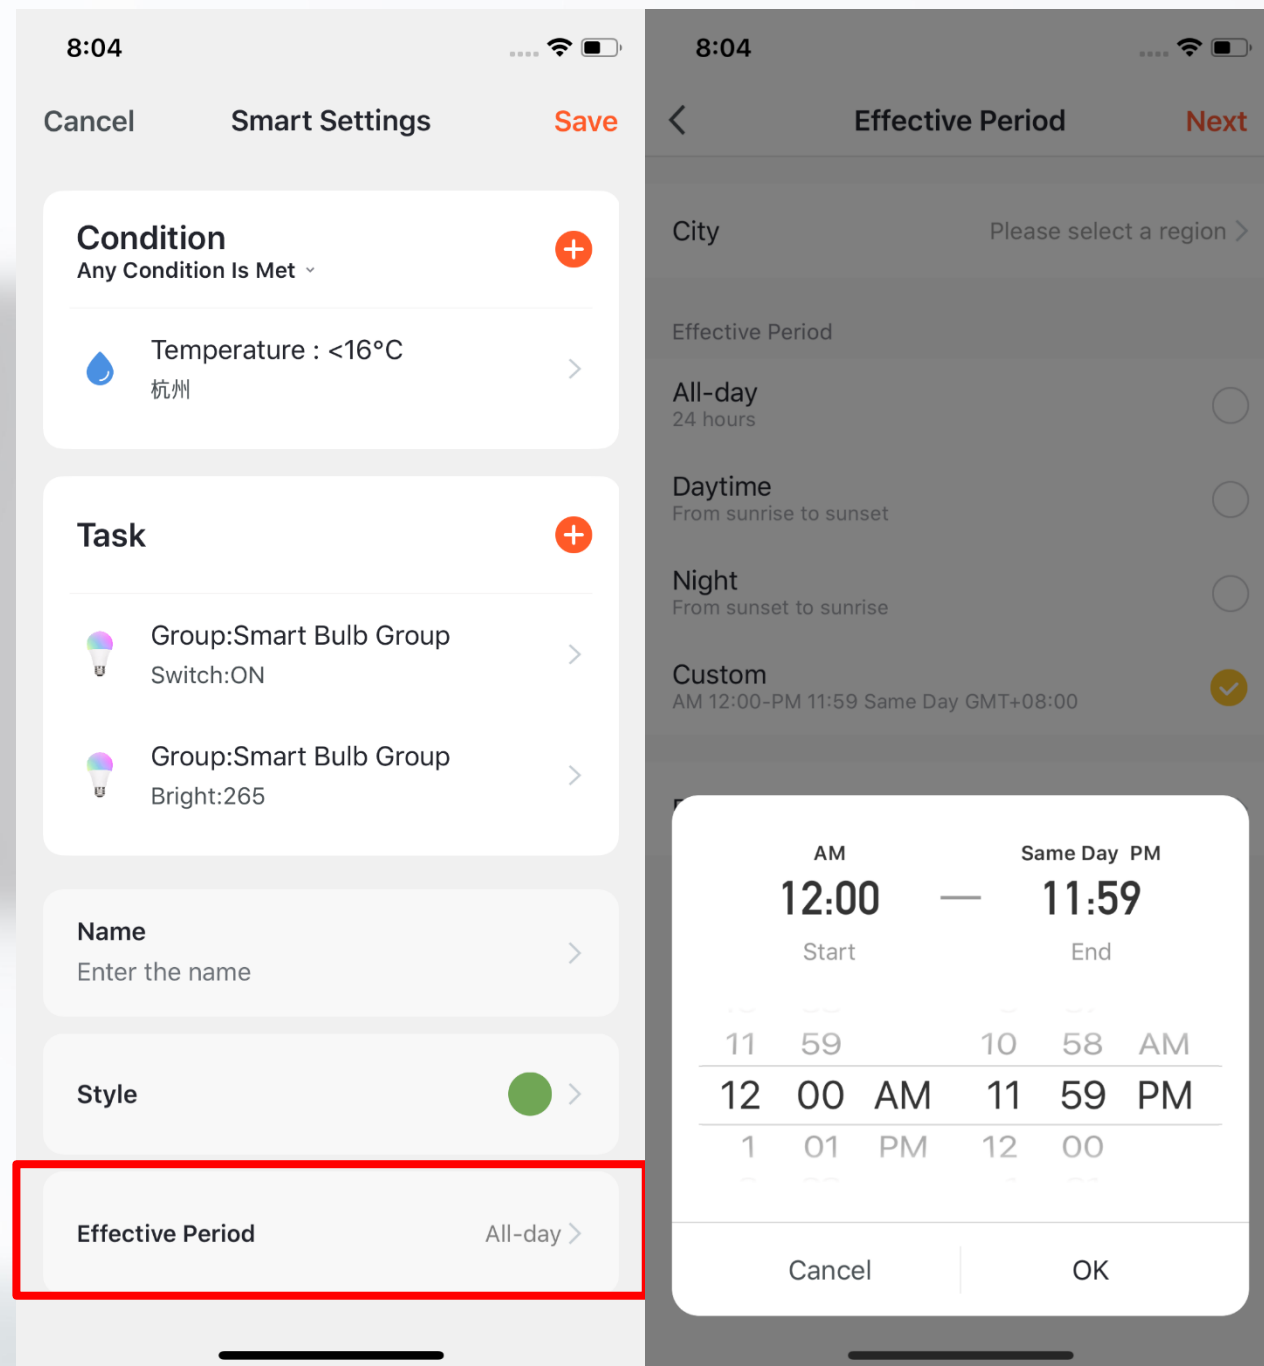 8:04
Cancel
Smart Settings
Save
Condition
Any Condition Is Met
Temperature : <16°C
杭州
Task
Group:Smart Bulb Group
Switch:ON
Group:Smart Bulb Group
Bright:265
Name
Enter the name
Style
Effective Period
All-day
8:04
Effective Period
Next
City
Please select a region
Effective Period
All-day
24 hours
Daytime
From sunrise to sunset
Night
From sunset to sunrise
Custom
AM 12:00-PM 11:59 Same Day GMT+08:00
AM
Same Day PM
12:00 — 11:59
Start
End
11 59 10 58 AM
12 00 AM 11 59 PM
1 01 PM 12 00
Cancel
OK